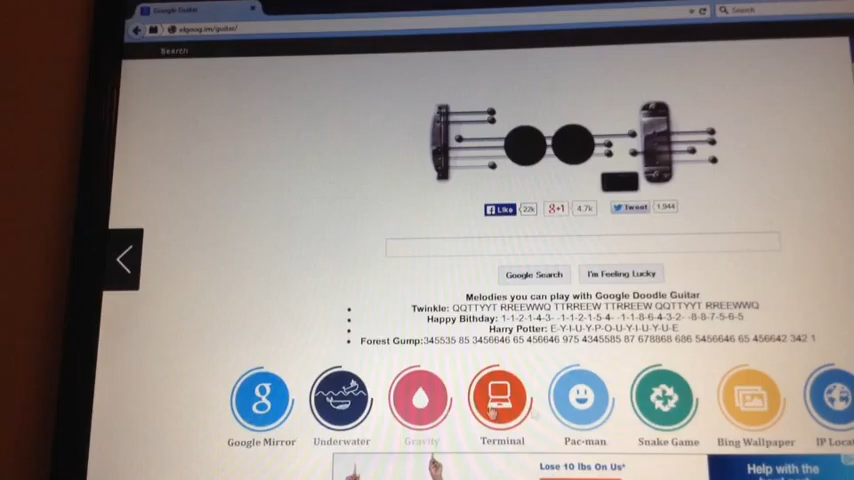 Google Guitar
elgoog.im/guitar/
Search
Search
Like 22k
g+1 4.7k
Tweet 1,944
Google Search I'm Feeling Lucky
Melodies you can play with Google Doodle Guitar
Twinkle: QQTTYYT RREEWWQ TTRREEW TTRREEW QQTTYYT RREEWWQ
Happy Bithday: 1-1-2-1-4-3- -1-1-2-1-5-4- -1-1-8-6-4-3-2- -8-8-7-5-6-5
Harry Potter: E-Y-I-U-Y-P-O-U-Y-I-U-Y-U-E
Forest Gump:345535 85 3456646 65 456646 975 4345585 87 678868 686 5456646 65 456642 342 1
g
Google Mirror Underwater Gravity Terminal Pac-man Snake Game Bing Wallpaper IP Loca
Lose 10 lbs On Us*
Help with the